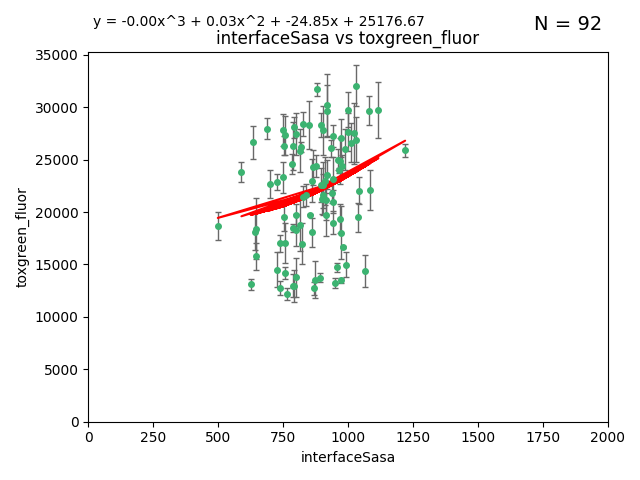 y = -0.00x^3 + 0.03x^2 + -24.85x + 25176.67
N = 92
interfaceSasa vs toxgreen_fluor
35000
30000
25000
20000
15000
10000
5000
0
toxgreen_fluor
0 250 500 750 1000 1250 1500 1750 2000
interfaceSasa